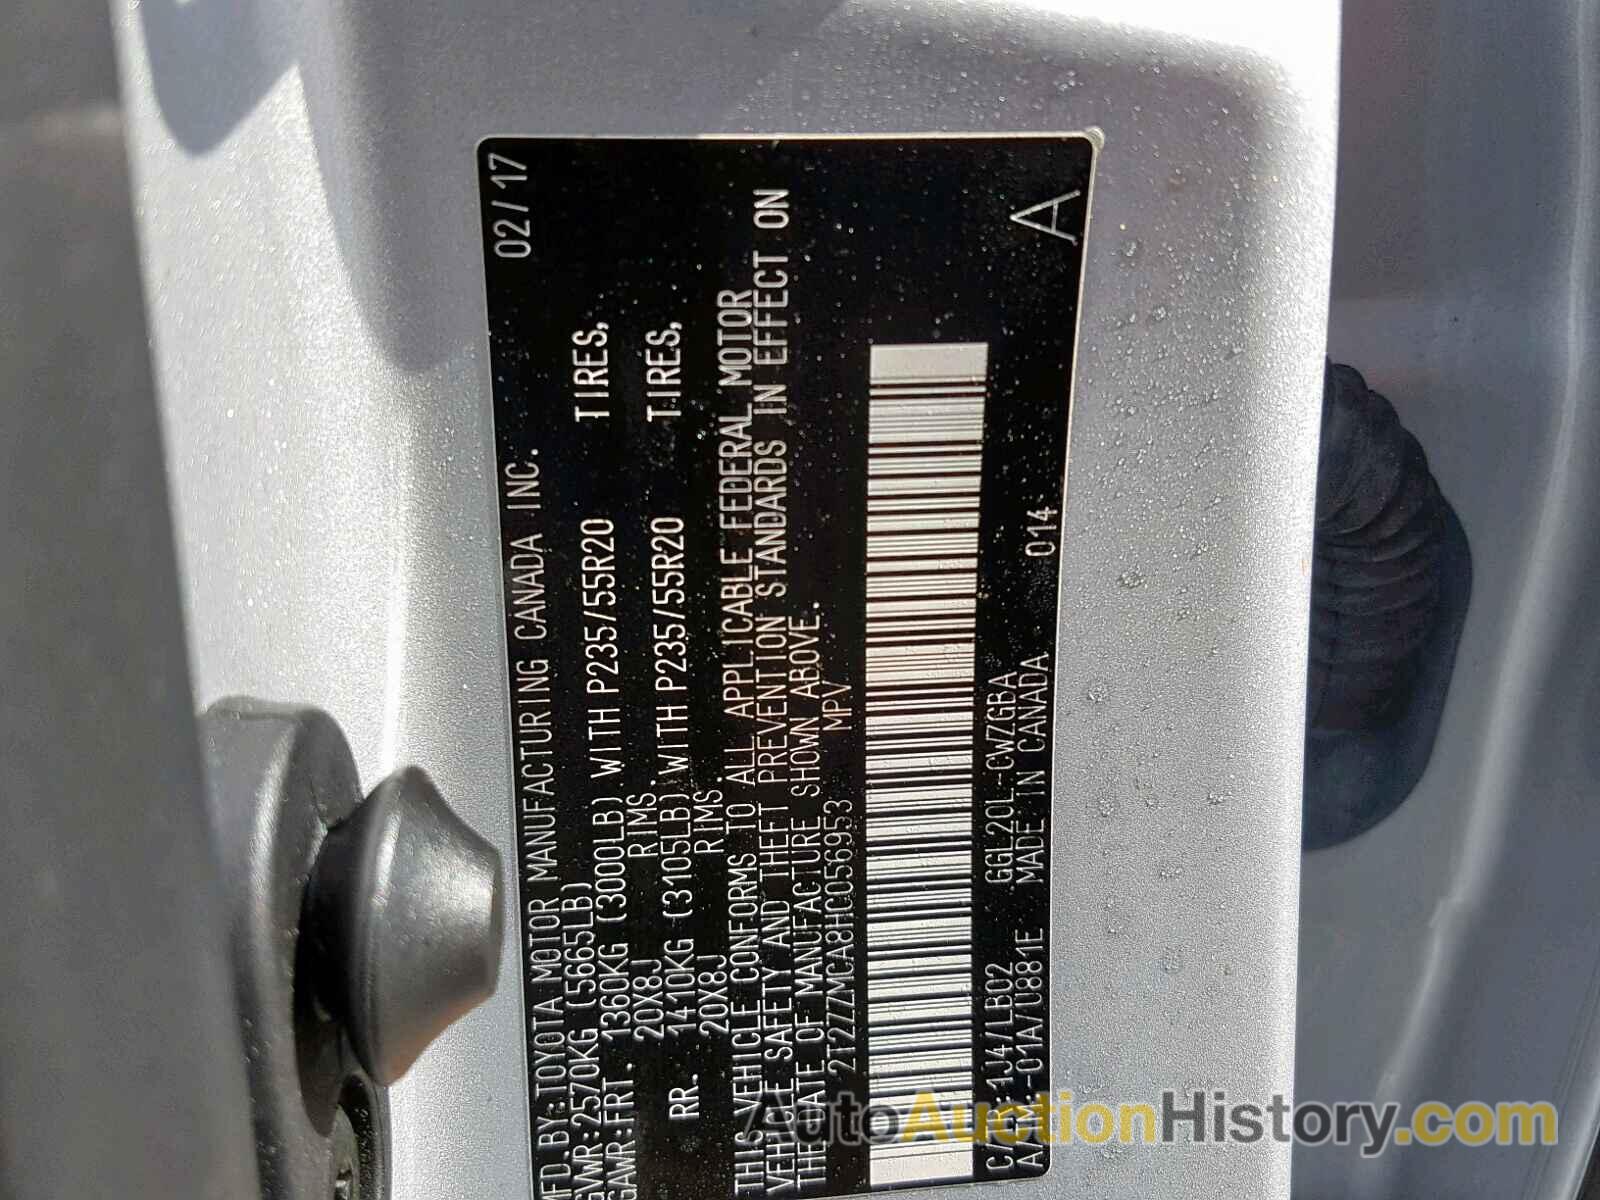 MFD.BY:TOYOTA MOTOR MANUFACTURING CANADA INC. 02/17
GVWR:2570KG (5665LB)
GAWR:FRT. 1360KG (3000LB) WITH P235/55R20 TIRES,
20X8J RIMS.
RR. 1410KG (3105LB) WITH P235/55R20 TIRES,
20X8J RIMS.
THIS VEHICLE CONFORMS TO ALL APPLICABLE FEDERAL MOTOR
VEHICLE SAFETY AND THEFT PREVENTION STANDARDS IN EFFECT ON
THE DATE OF MANUFACTURE SHOWN ABOVE.
2T2ZZMCA8HC056953 MPV
C/TR:1J4/LB02 GGL20L-CWZGBA
A/TM:-01A/U881E MADE IN CANADA 014
A
AutoAuctionHistory.com